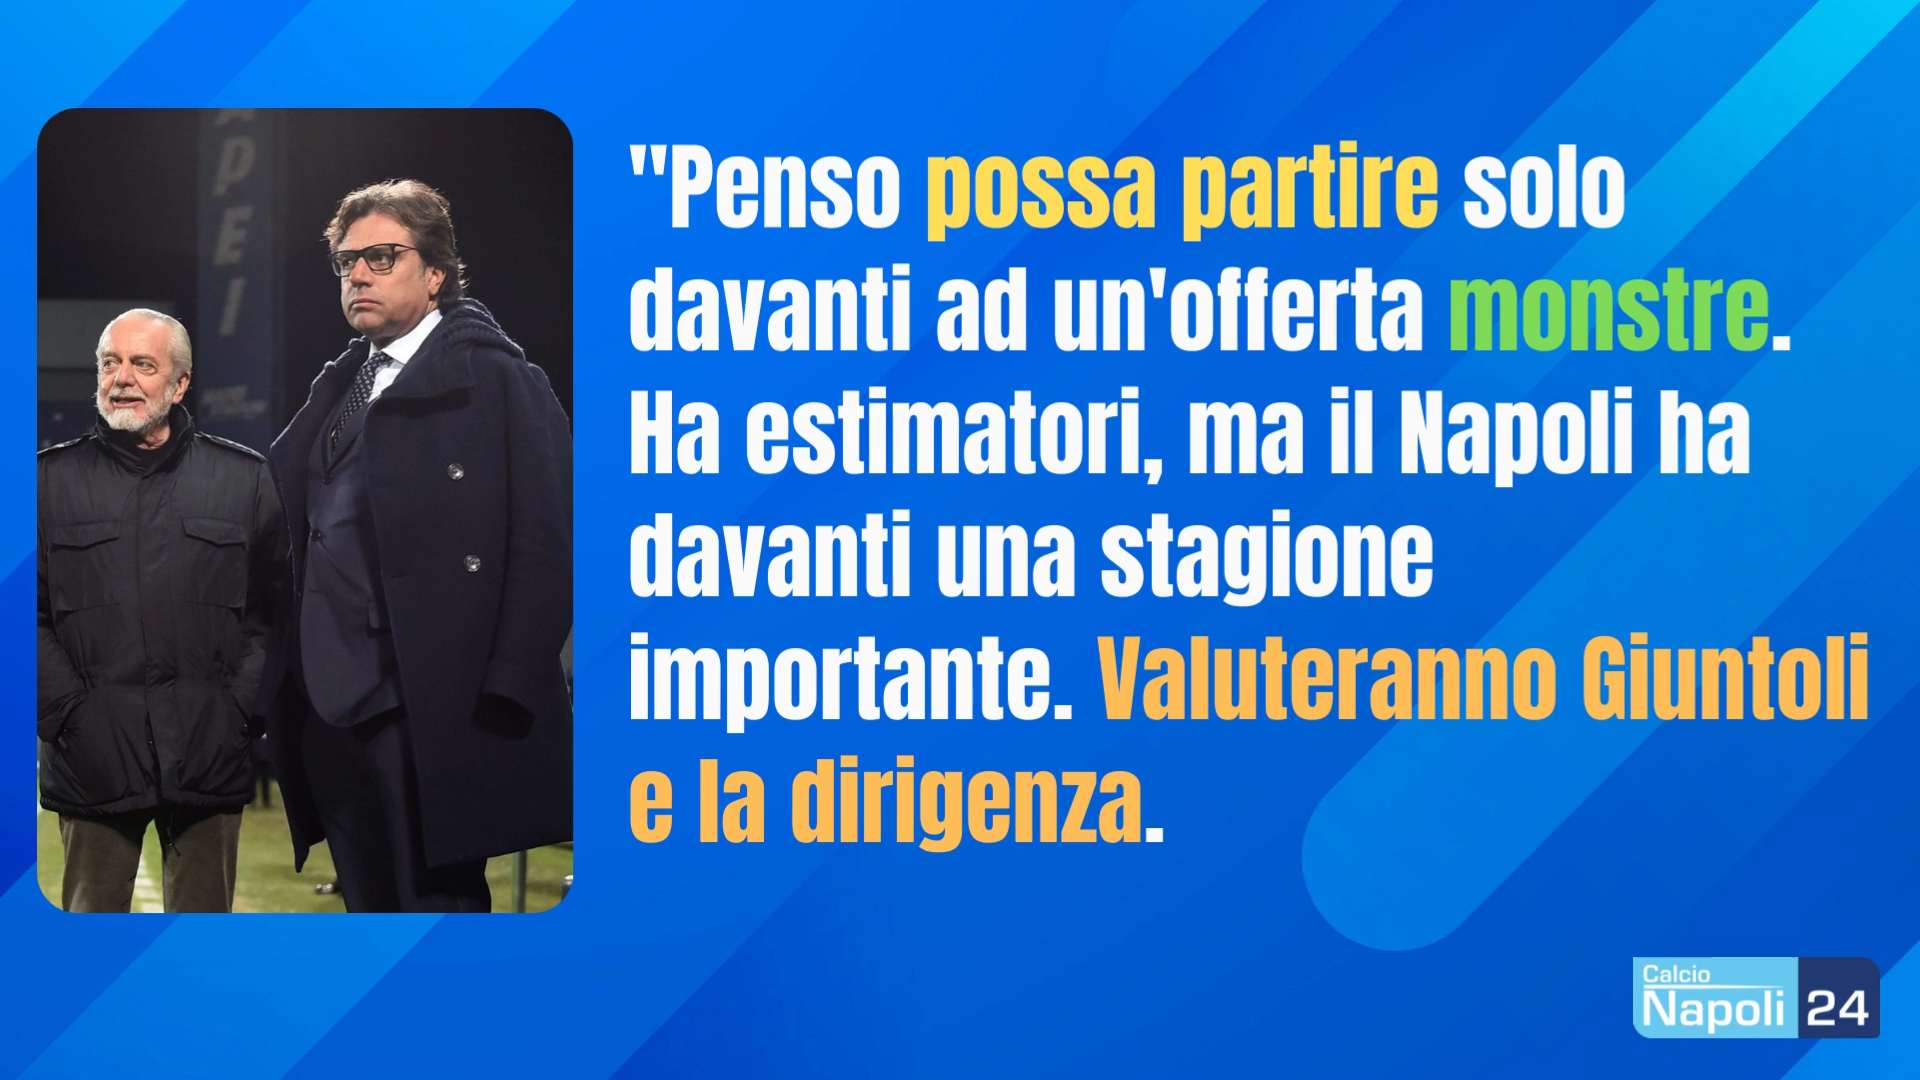 "Penso possa partire solo
davanti ad un'offerta monstre.
Ha estimatori, ma il Napoli ha
davanti una stagione
importante. Valuteranno Giuntoli
e la dirigenza.
APEI
Calcio
Napoli 24